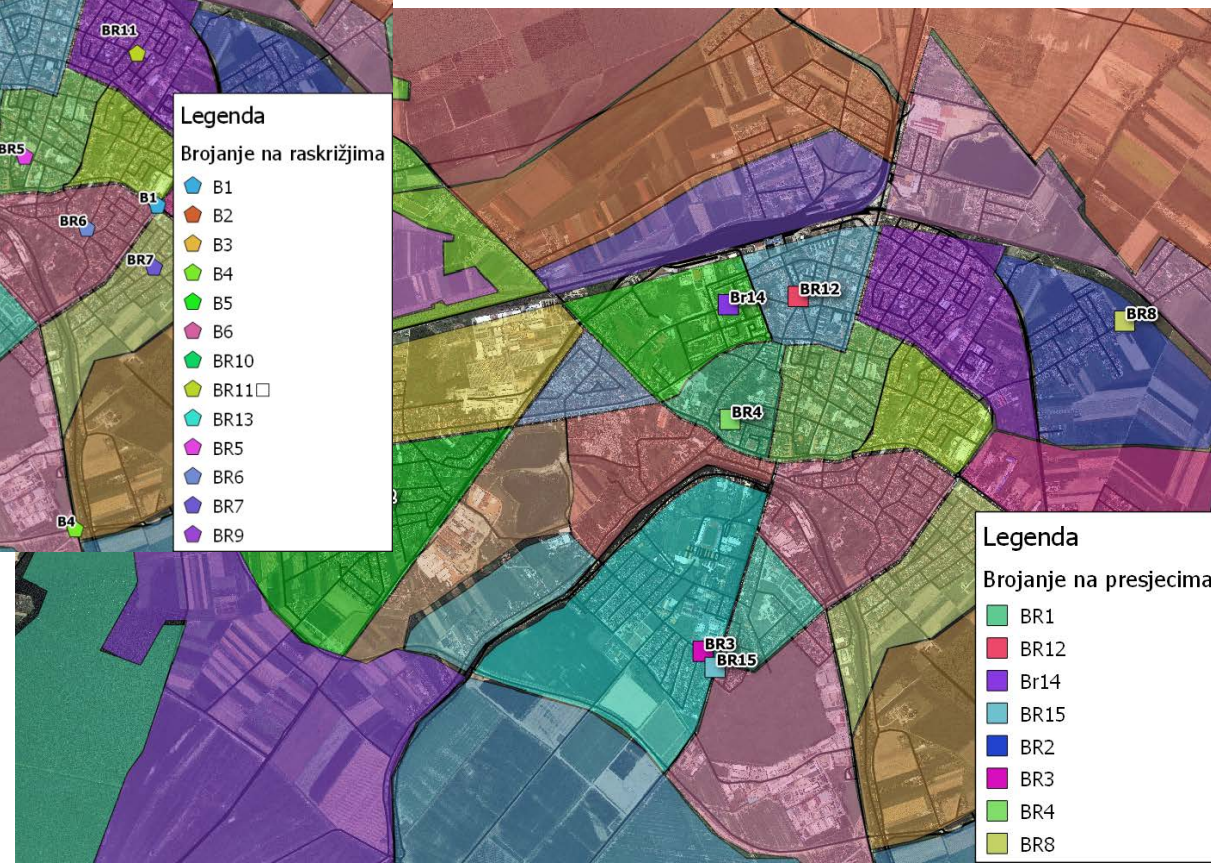 BR11
BR5
B1
BR6
BR7
B4
Legenda
Brojanje na raskrižjima
B1
B2
B3
B4
B5
B6
BR10
BR11□
BR13
BR5
BR6
BR7
BR9
Br14
BR12
BR8
BR4
BR3
BR15
Legenda
Brojanje na presjecima
BR1
BR12
Br14
BR15
BR2
BR3
BR4
BR8